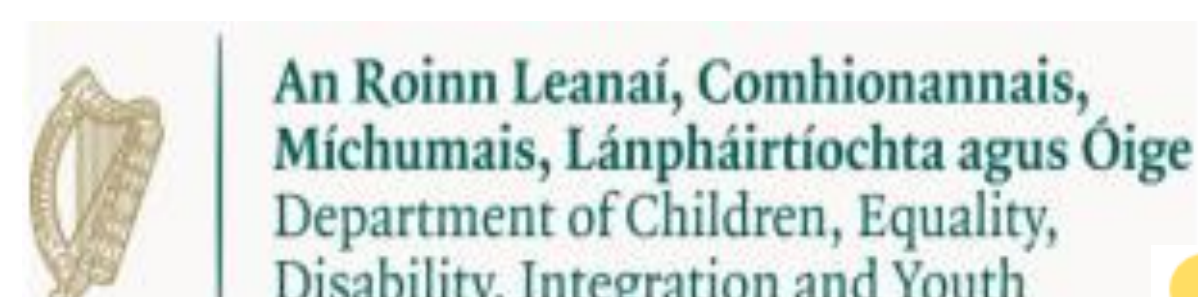 An Roinn Leanaí, Comhionannais,
Míchumais, Lánpháirtíochta agus Óige
Department of Children, Equality,
Disability, Integration and Youth